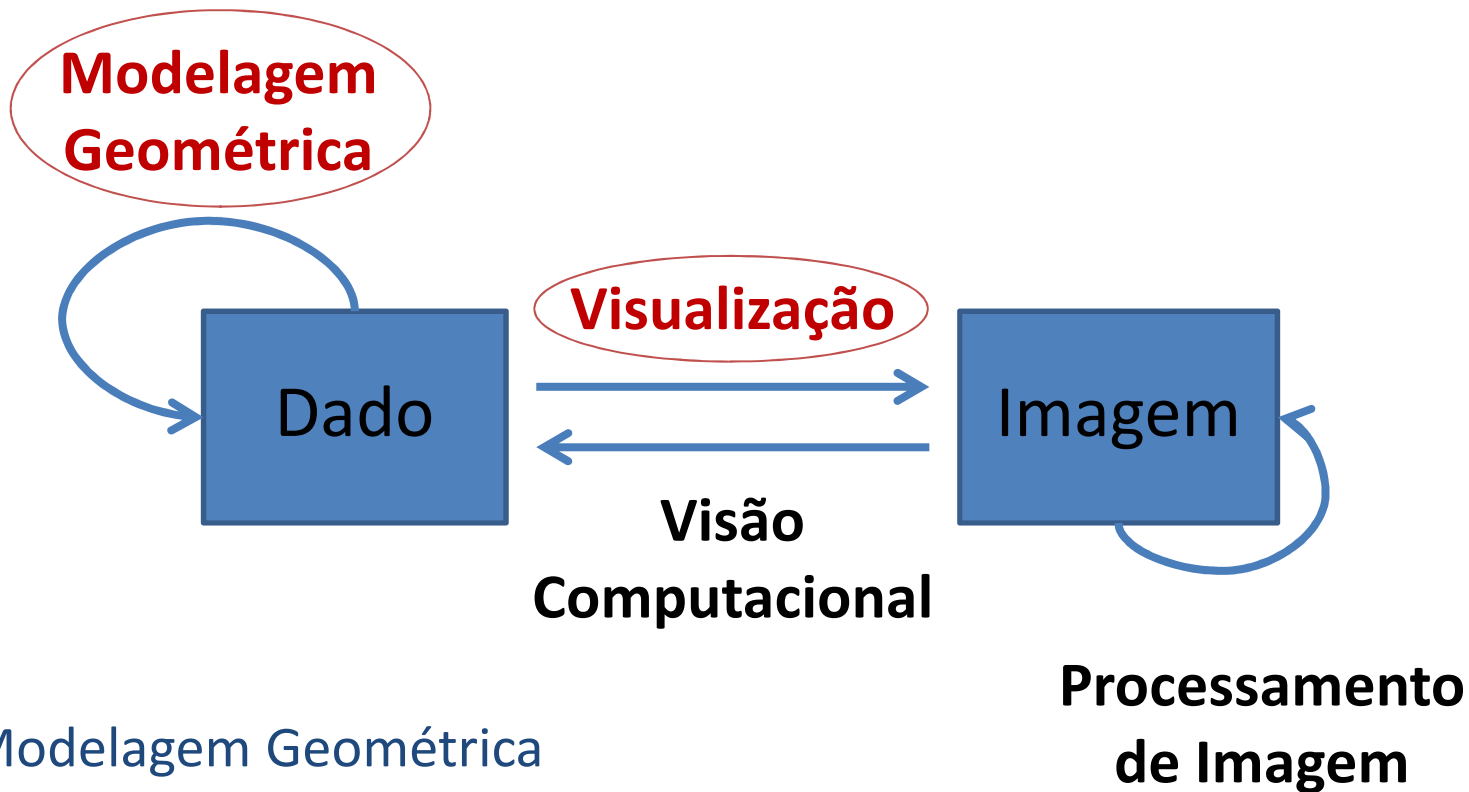 Modelagem
Geométrica
Visualização
Dado
Imagem
Visão
Computacional
Processamento
de Imagem
Modelagem Geométrica